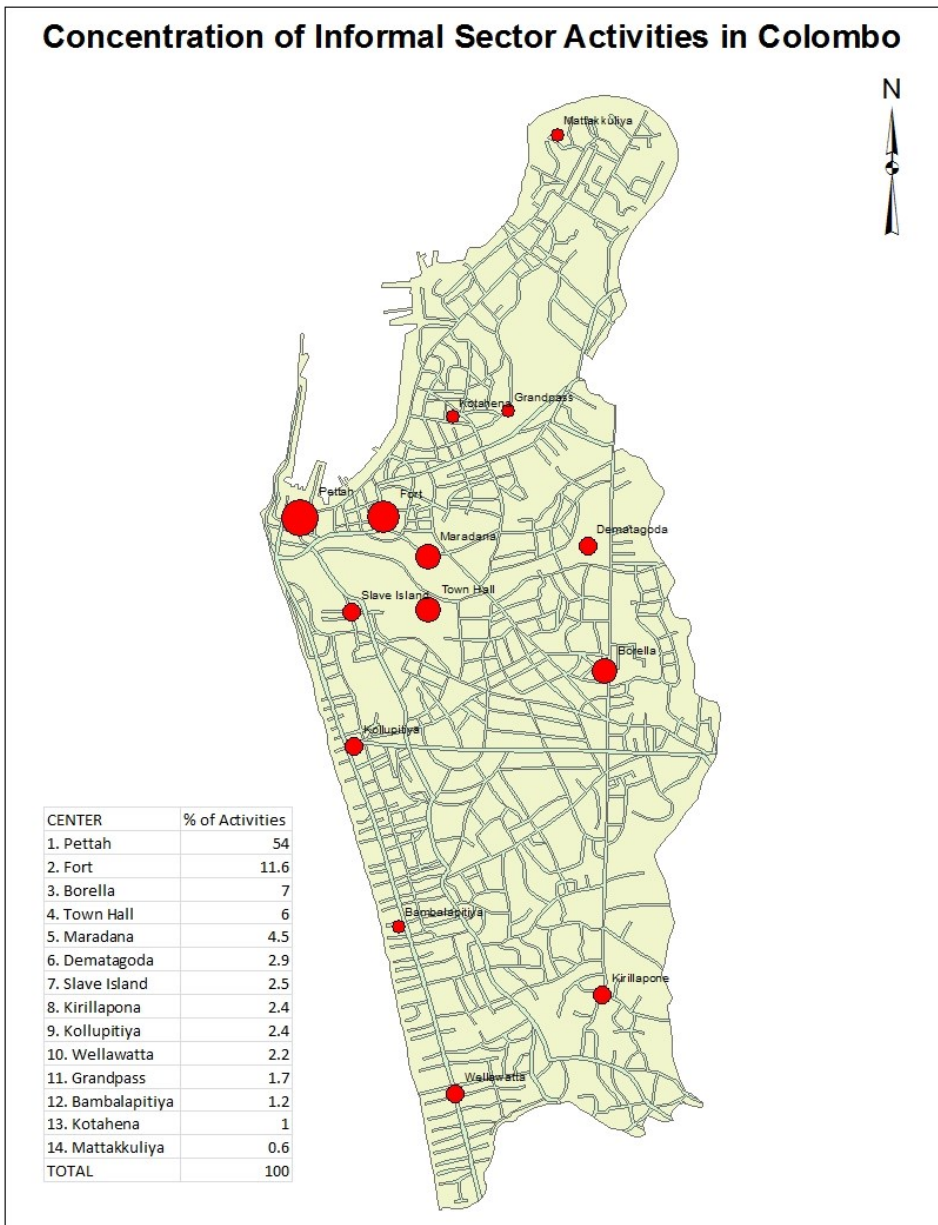 Concentration of Informal Sector Activities in Colombo
N
Mattakkuliya
Kotahena
Grandpass
Pettah
Fort
Maradana
Dematagoda
Slave Island
Town Hall
Borella
Kollupitiya
Bambalapitiya
Kirillapone
Wellawatta
CENTER % of Activities
1. Pettah 54
2. Fort 11.6
3. Borella 7
4. Town Hall 6
5. Maradana 4.5
6. Dematagoda 2.9
7. Slave Island 2.5
8. Kirillapona 2.4
9. Kollupitiya 2.4
10. Wellawatta 2.2
11. Grandpass 1.7
12. Bambalapitiya 1.2
13. Kotahena 1
14. Mattakkuliya 0.6
TOTAL 100